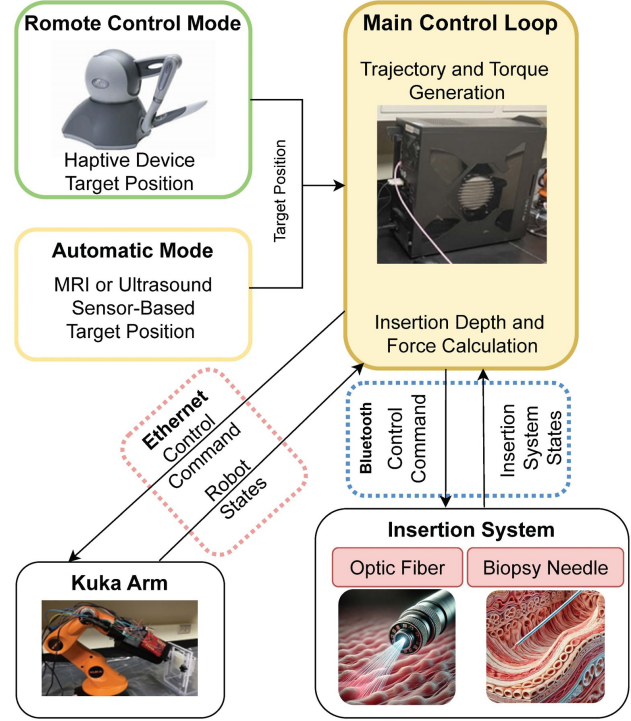 Romote Control Mode
Haptive Device
Target Position
Automatic Mode
MRI or Ultrasound
Sensor-Based
Target Position
Target Position
Main Control Loop
Trajectory and Torque
Generation
Insertion Depth and
Force Calculation
Ethernet
Control
Command
Robot
States
Bluetooth
Control
Command
Insertion
System
States
Kuka Arm
Insertion System
Optic Fiber
Biopsy Needle